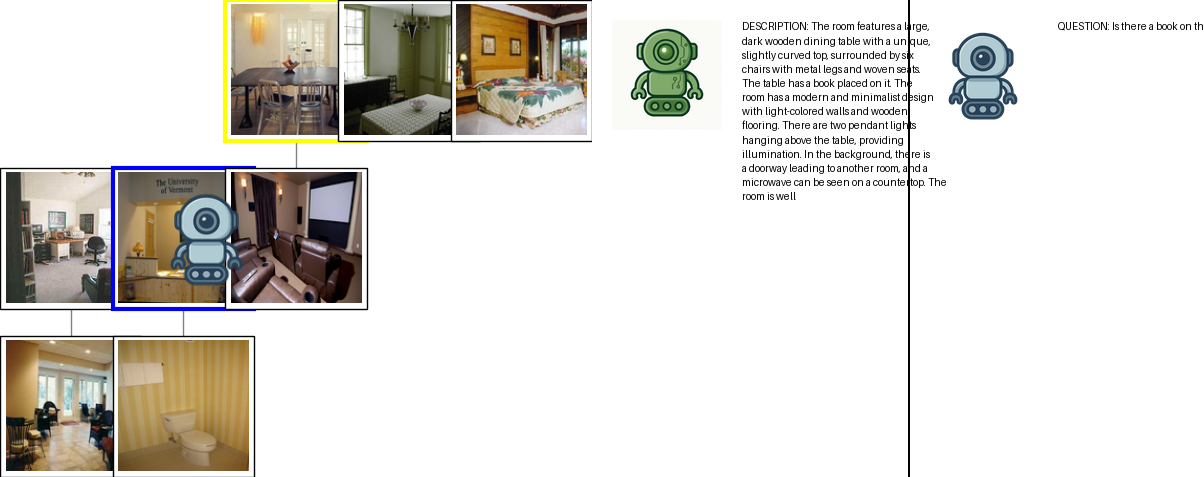 The University
of Vermont
DESCRIPTION: The room features a large,
dark wooden dining table with a unique,
slightly curved top, surrounded by six
chairs with metal legs and woven seats.
The table has a book placed on it. The
room has a modern and minimalist design
with light-colored walls and wooden
flooring. There are two pendant lights
hanging above the table, providing
illumination. In the background, there is
a doorway leading to another room, and a
microwave can be seen on a countertop. The
room is well
QUESTION: Is there a book on th